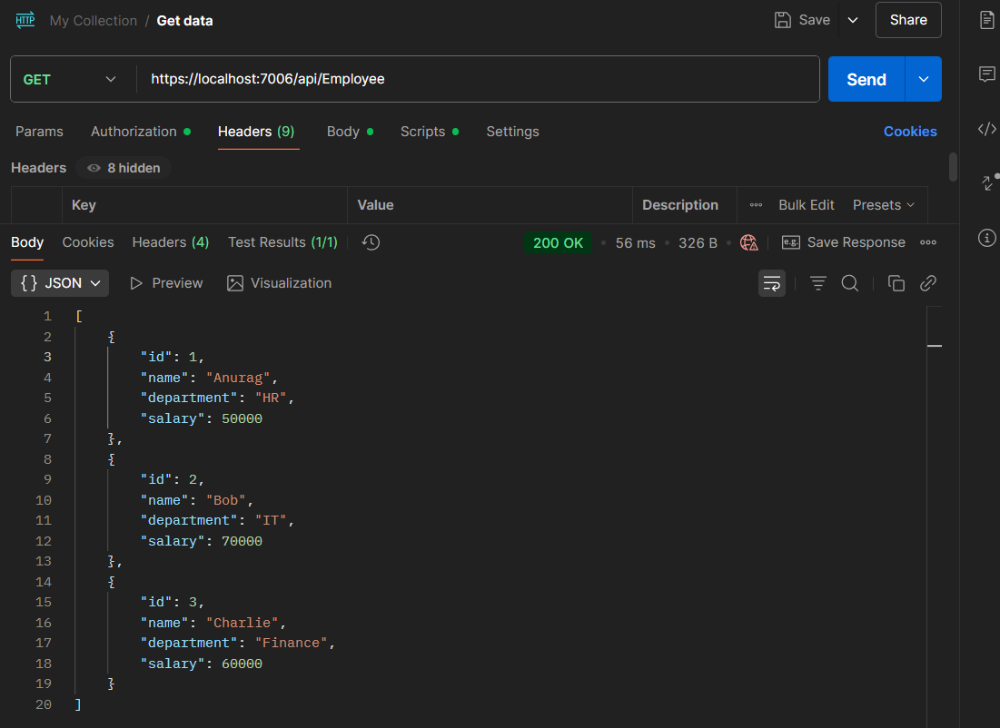 HTTP My Collection / Get data Save Share
GET https://localhost:7006/api/Employee Send
Params Authorization Headers (9) Body Scripts Settings Cookies
Headers 8 hidden
Key Value Description Bulk Edit Presets
Body Cookies Headers (4) Test Results (1/1) 200 OK 56 ms 326 B e.g. Save Response
{} JSON Preview Visualization
1 [
2 {
3 "id": 1,
4 "name": "Anurag",
5 "department": "HR",
6 "salary": 50000
7 },
8 {
9 "id": 2,
10 "name": "Bob",
11 "department": "IT",
12 "salary": 70000
13 },
14 {
15 "id": 3,
16 "name": "Charlie",
17 "department": "Finance",
18 "salary": 60000
19 }
20 ]